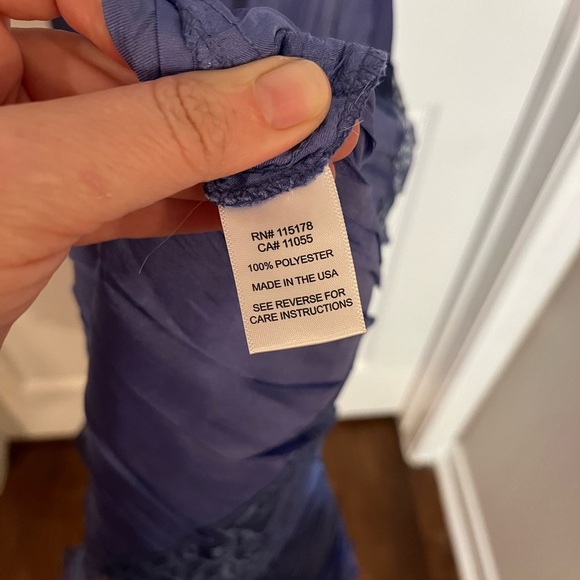 RN# 115178
CA# 11055
100% POLYESTER
MADE IN THE USA
SEE REVERSE FOR
CARE INSTRUCTIONS